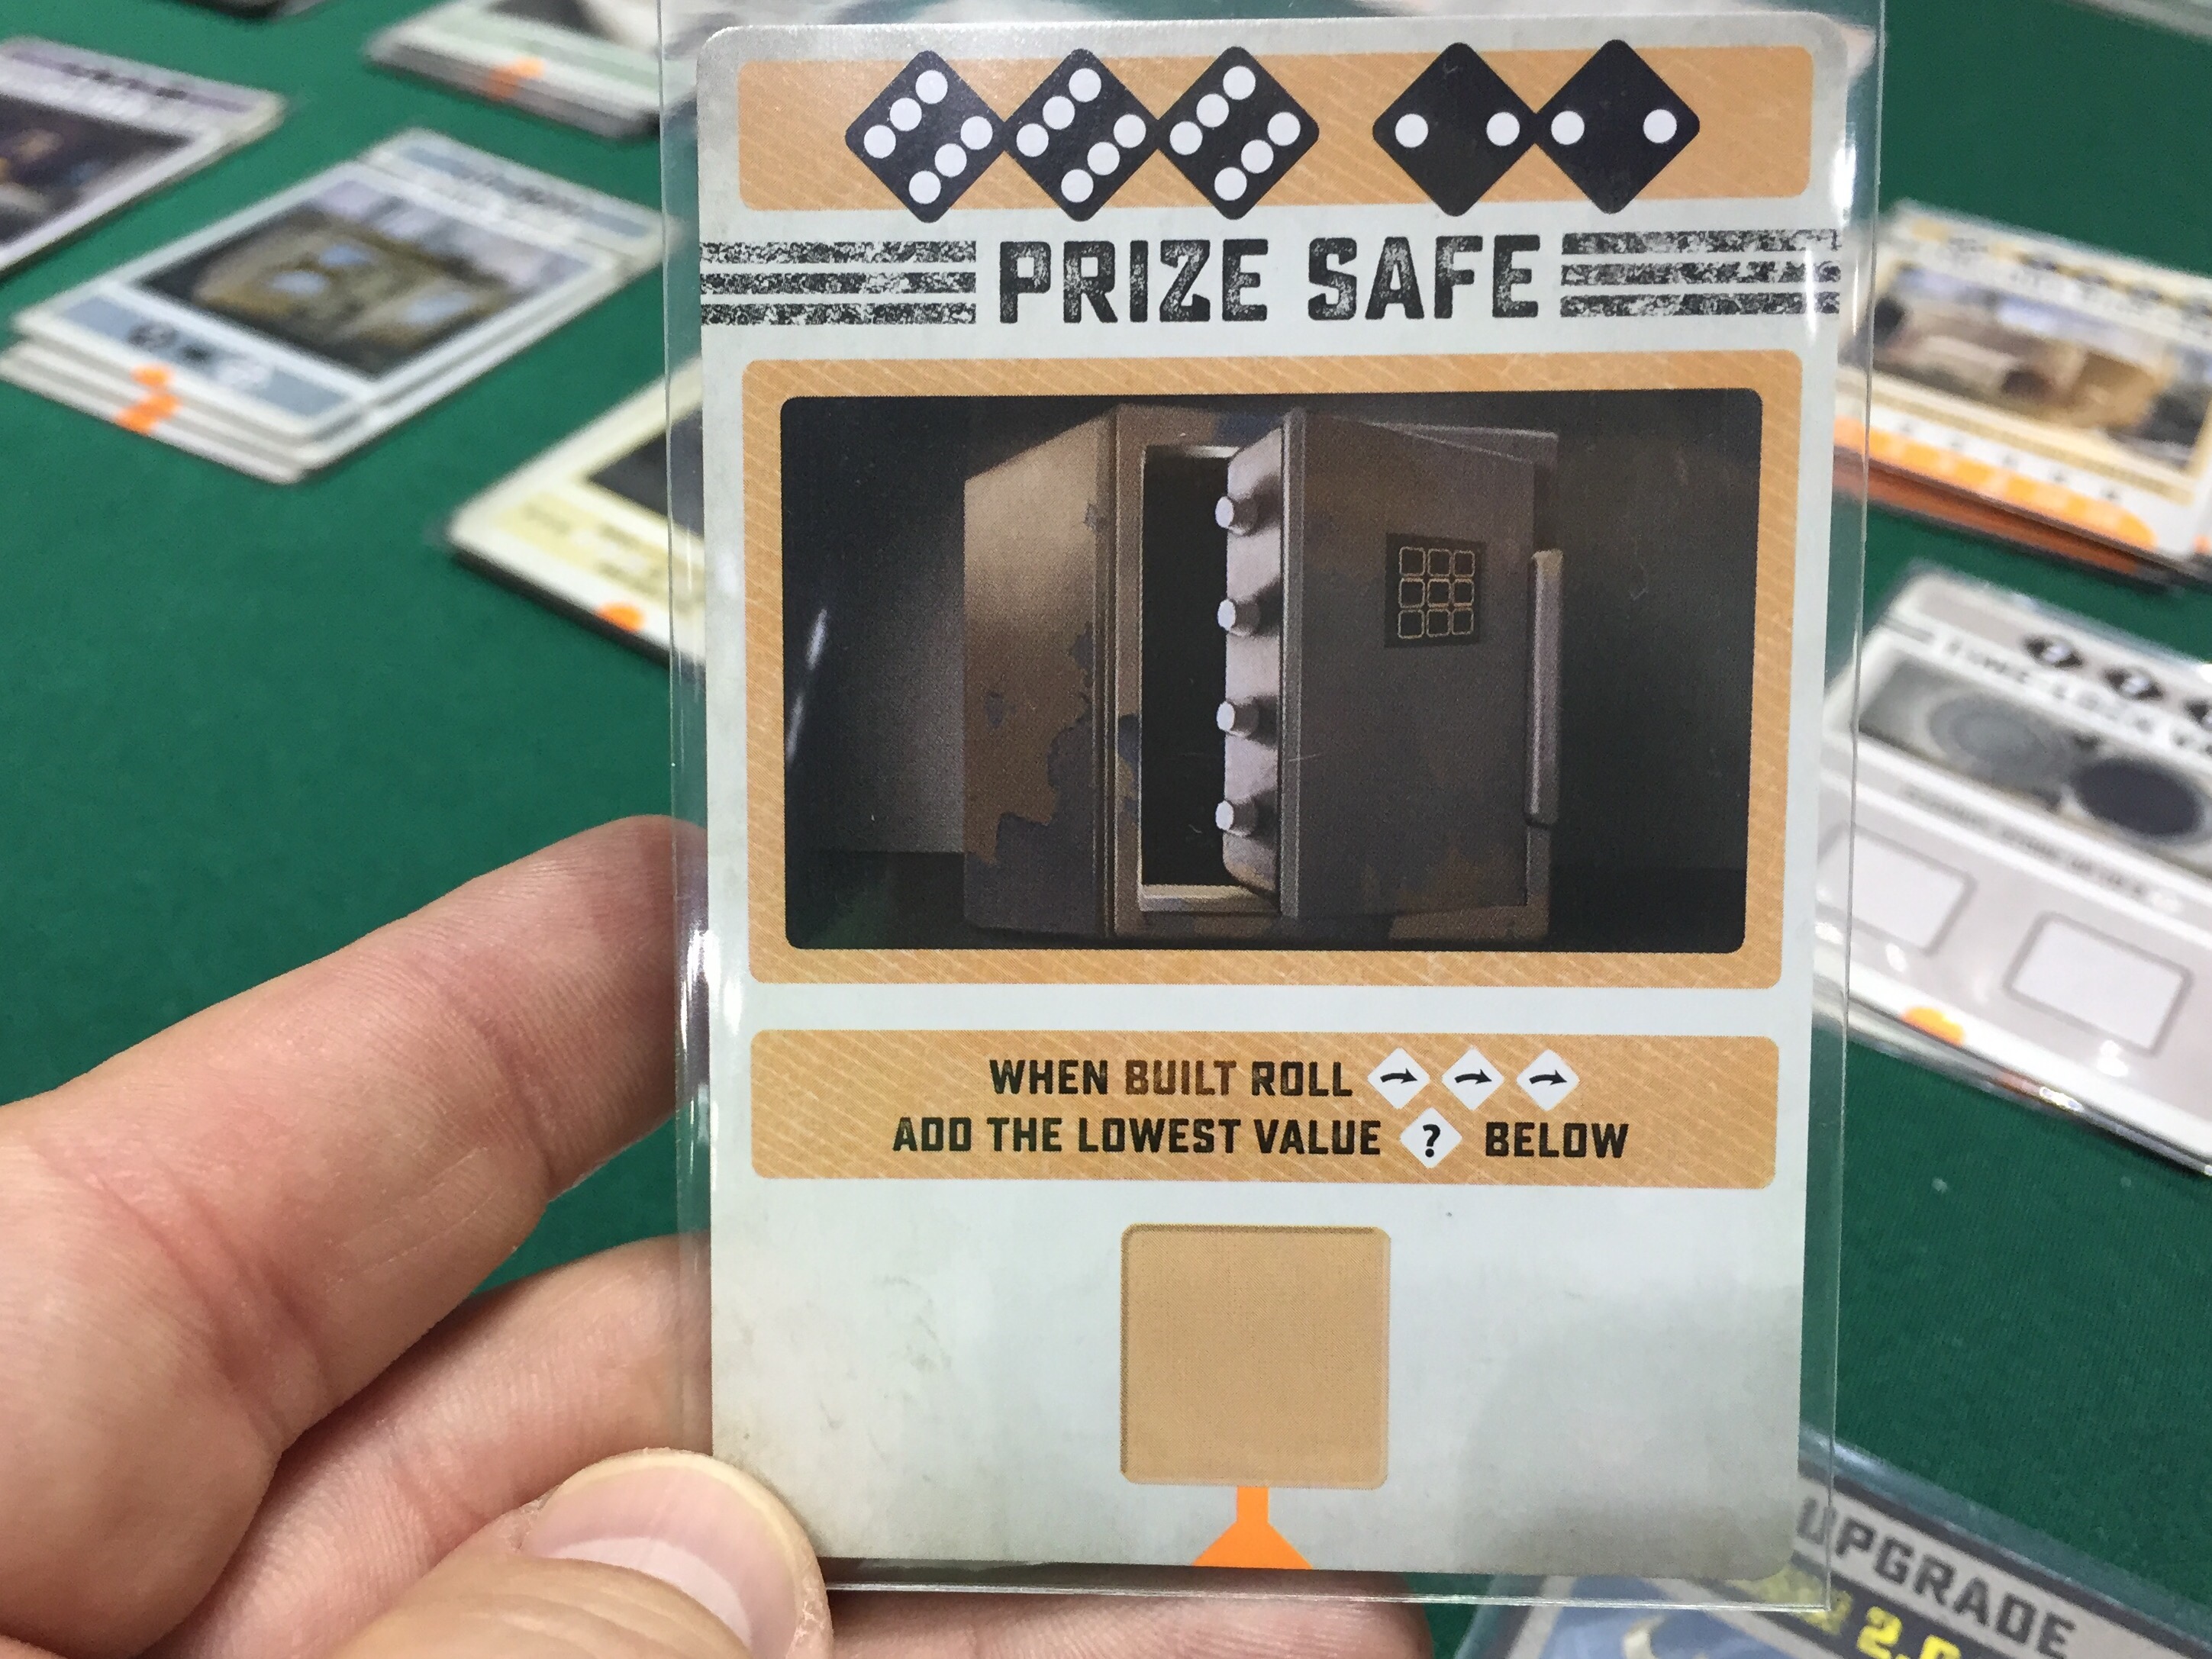 PRIZE SAFE
WHEN BUILT ROLL
ADD THE LOWEST VALUE ? BELOW
UPGRADE